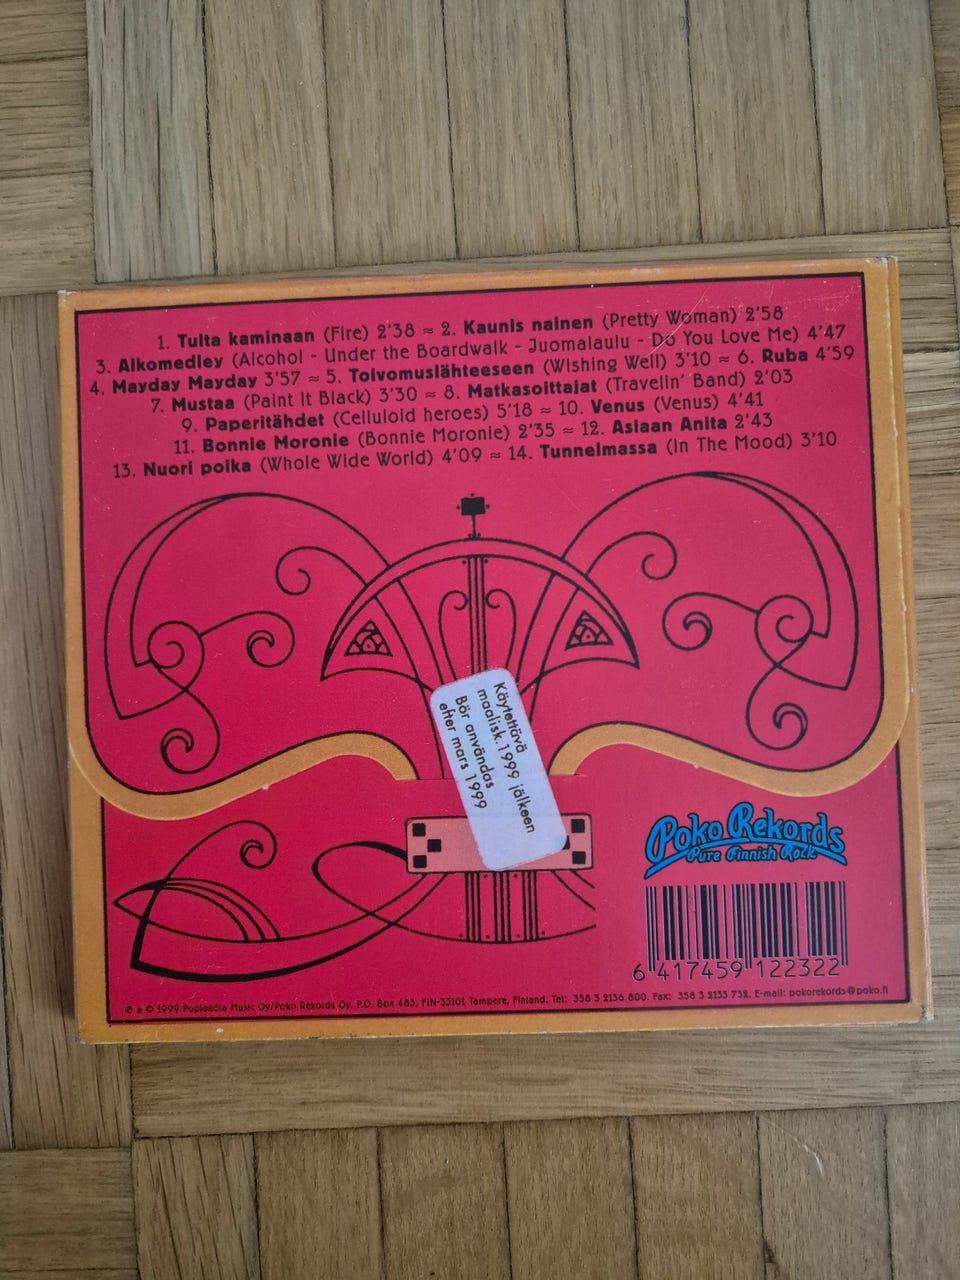 1. Tulta kaminaan (Fire) 2'38 ≈ 2. Kaunis nainen (Pretty Woman) 2'58
3. Alkomedley (Alcohol - Under the Boardwalk - Juomalaulu - Do You Love Me) 4'47
4. Mayday Mayday 3'57 ≈ 5. Toivomuslähteeseen (Wishing Well) 3'10 ≈ 6. Ruba 4'59
7. Mustaa (Paint It Black) 3'30 ≈ 8. Matkasoittajat (Travelin' Band) 2'03
9. Paperitähdet (Celluloid heroes) 5'18 ≈ 10. Venus (Venus) 4'41
11. Bonnie Moronie (Bonnie Moronie) 2'35 ≈ 12. Asiaan Anita 2'43
13. Nuori poika (Whole Wide World) 4'09 ≈ 14. Tunnelmassa (In The Mood) 3'10
Käytettävä
maalisk.1999 jälkeen
Bör användas
efter mars 1999
Poko Rekords
Pure Finnish Rock
6 417459 122322
℗ & © 1999 Poplandia Music Oy/Poko Rekords Oy. P.O. Box 483, FIN-33101 Tampere, Finland. Tel: 358 3 2136 800. Fax: 358 3 2133 732. E-mail: pokorekords@poko.fi